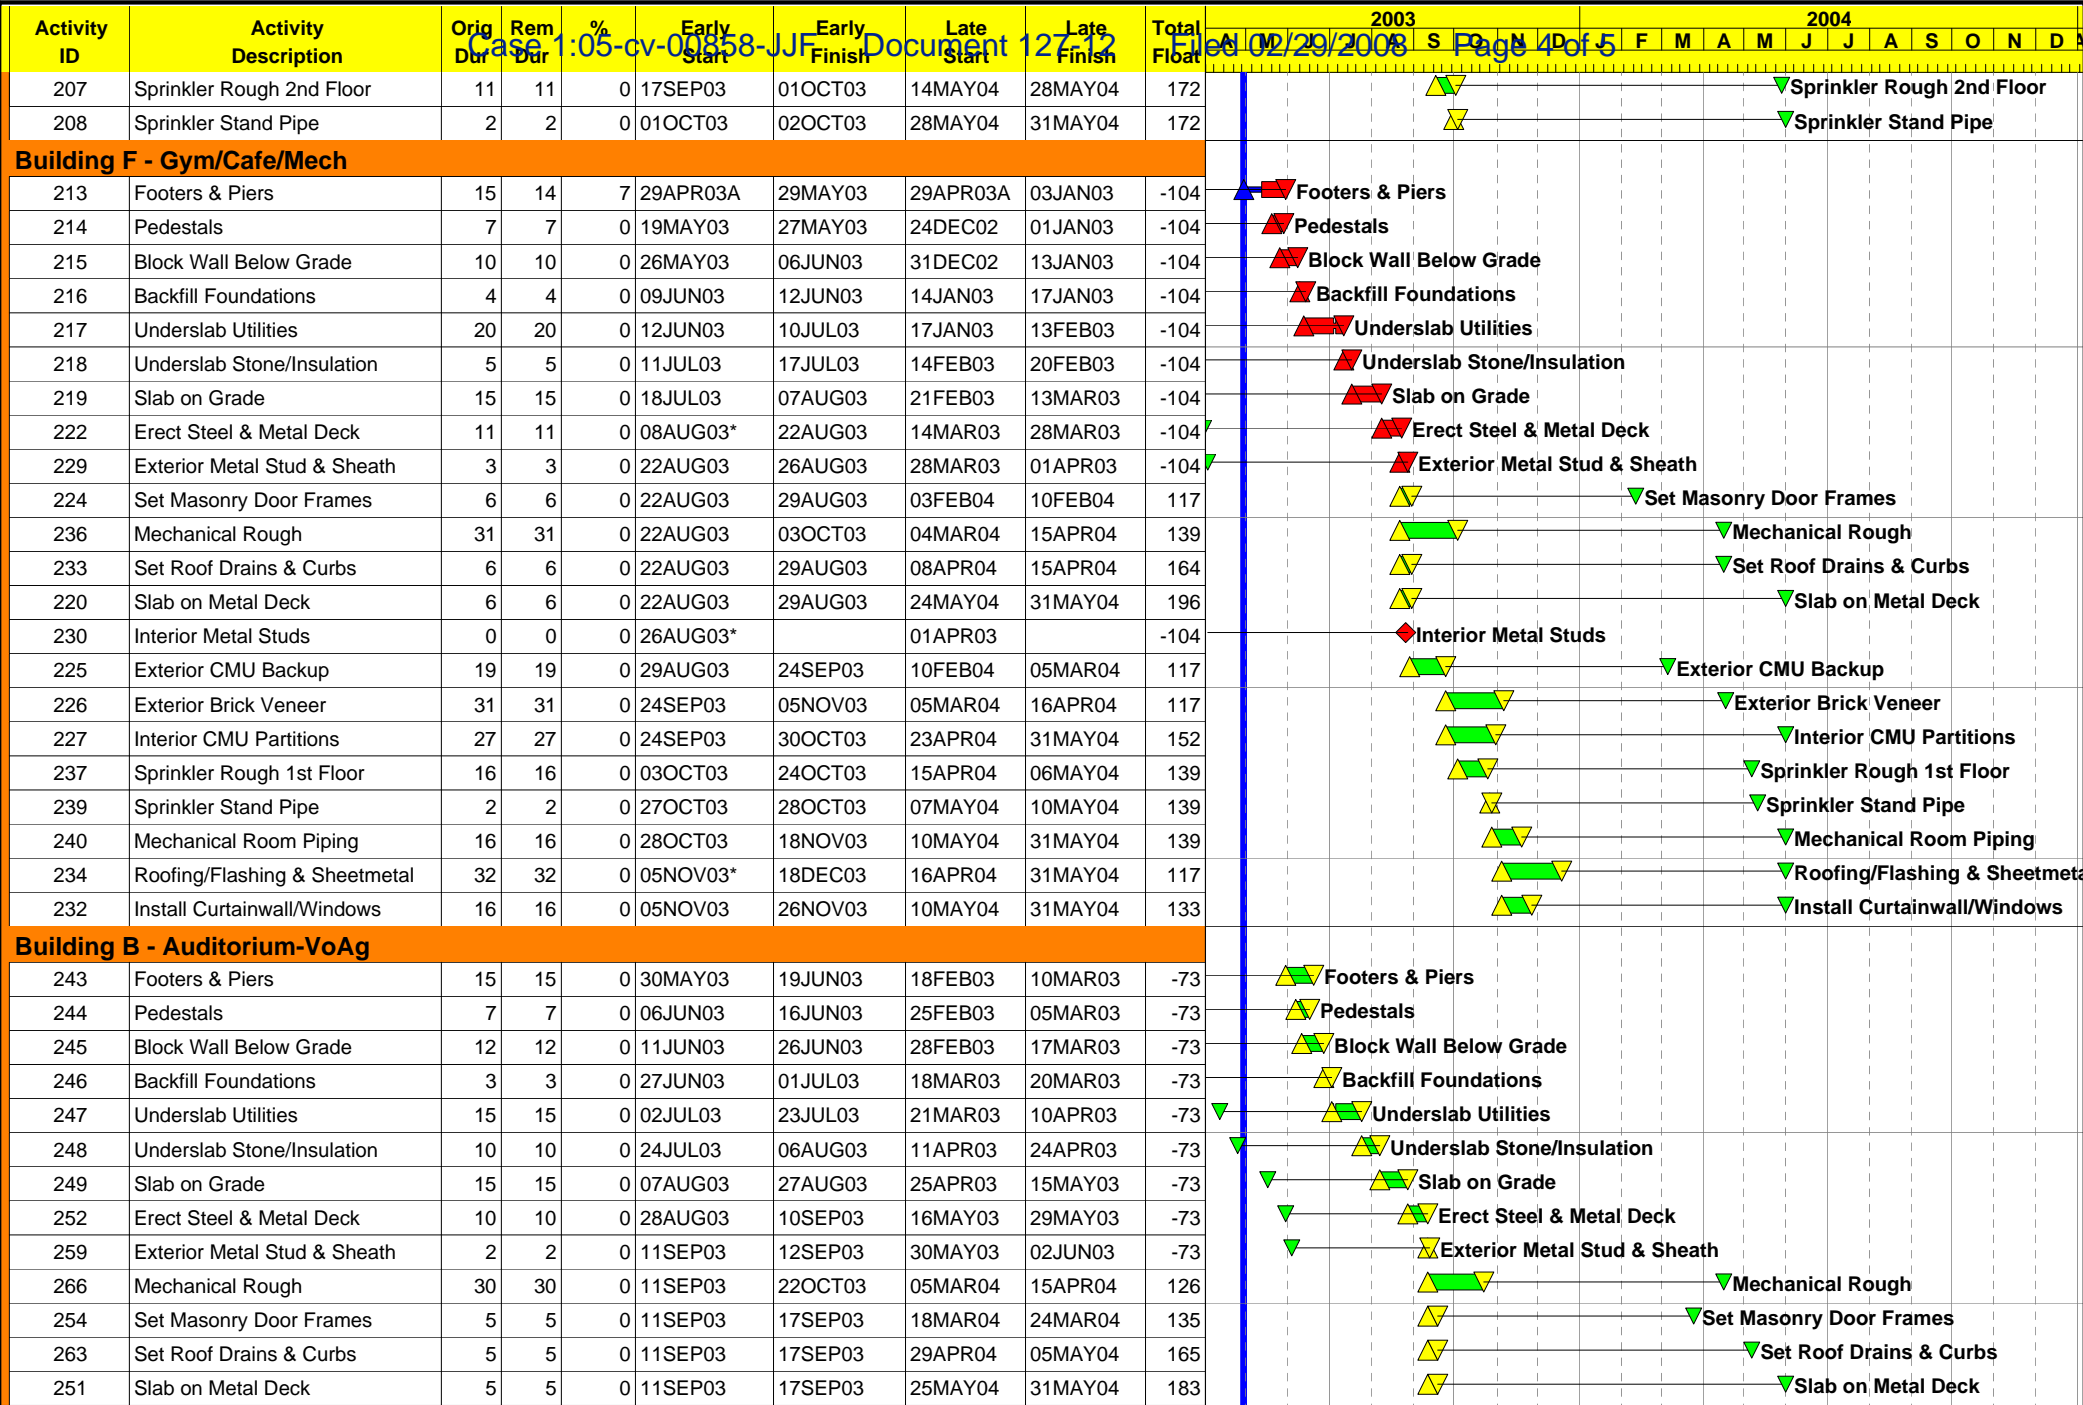 Case 1:05-cv-00858-JJF Document 127-12 Filed 02/29/2008 Page 4 of 5
Activity ID Activity Description Orig Dur Rem Dur % Early Start Early Finish Late Start Late Finish Total Float
2003 2004
A M J J A S O N D J F M A M J J A S O N D
207 Sprinkler Rough 2nd Floor 11 11 0 17SEP03 01OCT03 14MAY04 28MAY04 172 Sprinkler Rough 2nd Floor
208 Sprinkler Stand Pipe 2 2 0 01OCT03 02OCT03 28MAY04 31MAY04 172 Sprinkler Stand Pipe
Building F - Gym/Cafe/Mech
213 Footers & Piers 15 14 7 29APR03A 29MAY03 29APR03A 03JAN03 -104 Footers & Piers
214 Pedestals 7 7 0 19MAY03 27MAY03 24DEC02 01JAN03 -104 Pedestals
215 Block Wall Below Grade 10 10 0 26MAY03 06JUN03 31DEC02 13JAN03 -104 Block Wall Below Grade
216 Backfill Foundations 4 4 0 09JUN03 12JUN03 14JAN03 17JAN03 -104 Backfill Foundations
217 Underslab Utilities 20 20 0 12JUN03 10JUL03 17JAN03 13FEB03 -104 Underslab Utilities
218 Underslab Stone/Insulation 5 5 0 11JUL03 17JUL03 14FEB03 20FEB03 -104 Underslab Stone/Insulation
219 Slab on Grade 15 15 0 18JUL03 07AUG03 21FEB03 13MAR03 -104 Slab on Grade
222 Erect Steel & Metal Deck 11 11 0 08AUG03* 22AUG03 14MAR03 28MAR03 -104 Erect Steel & Metal Deck
229 Exterior Metal Stud & Sheath 3 3 0 22AUG03 26AUG03 28MAR03 01APR03 -104 Exterior Metal Stud & Sheath
224 Set Masonry Door Frames 6 6 0 22AUG03 29AUG03 03FEB04 10FEB04 117 Set Masonry Door Frames
236 Mechanical Rough 31 31 0 22AUG03 03OCT03 04MAR04 15APR04 139 Mechanical Rough
233 Set Roof Drains & Curbs 6 6 0 22AUG03 29AUG03 08APR04 15APR04 164 Set Roof Drains & Curbs
220 Slab on Metal Deck 6 6 0 22AUG03 29AUG03 24MAY04 31MAY04 196 Slab on Metal Deck
230 Interior Metal Studs 0 0 0 26AUG03* 01APR03 -104 Interior Metal Studs
225 Exterior CMU Backup 19 19 0 29AUG03 24SEP03 10FEB04 05MAR04 117 Exterior CMU Backup
226 Exterior Brick Veneer 31 31 0 24SEP03 05NOV03 05MAR04 16APR04 117 Exterior Brick Veneer
227 Interior CMU Partitions 27 27 0 24SEP03 30OCT03 23APR04 31MAY04 152 Interior CMU Partitions
237 Sprinkler Rough 1st Floor 16 16 0 03OCT03 24OCT03 15APR04 06MAY04 139 Sprinkler Rough 1st Floor
239 Sprinkler Stand Pipe 2 2 0 27OCT03 28OCT03 07MAY04 10MAY04 139 Sprinkler Stand Pipe
240 Mechanical Room Piping 16 16 0 28OCT03 18NOV03 10MAY04 31MAY04 139 Mechanical Room Piping
234 Roofing/Flashing & Sheetmetal 32 32 0 05NOV03* 18DEC03 16APR04 31MAY04 117 Roofing/Flashing & Sheetmeta
232 Install Curtainwall/Windows 16 16 0 05NOV03 26NOV03 10MAY04 31MAY04 133 Install Curtainwall/Windows
Building B - Auditorium-VoAg
243 Footers & Piers 15 15 0 30MAY03 19JUN03 18FEB03 10MAR03 -73 Footers & Piers
244 Pedestals 7 7 0 06JUN03 16JUN03 25FEB03 05MAR03 -73 Pedestals
245 Block Wall Below Grade 12 12 0 11JUN03 26JUN03 28FEB03 17MAR03 -73 Block Wall Below Grade
246 Backfill Foundations 3 3 0 27JUN03 01JUL03 18MAR03 20MAR03 -73 Backfill Foundations
247 Underslab Utilities 15 15 0 02JUL03 23JUL03 21MAR03 10APR03 -73 Underslab Utilities
248 Underslab Stone/Insulation 10 10 0 24JUL03 06AUG03 11APR03 24APR03 -73 Underslab Stone/Insulation
249 Slab on Grade 15 15 0 07AUG03 27AUG03 25APR03 15MAY03 -73 Slab on Grade
252 Erect Steel & Metal Deck 10 10 0 28AUG03 10SEP03 16MAY03 29MAY03 -73 Erect Steel & Metal Deck
259 Exterior Metal Stud & Sheath 2 2 0 11SEP03 12SEP03 30MAY03 02JUN03 -73 Exterior Metal Stud & Sheath
266 Mechanical Rough 30 30 0 11SEP03 22OCT03 05MAR04 15APR04 126 Mechanical Rough
254 Set Masonry Door Frames 5 5 0 11SEP03 17SEP03 18MAR04 24MAR04 135 Set Masonry Door Frames
263 Set Roof Drains & Curbs 5 5 0 11SEP03 17SEP03 29APR04 05MAY04 165 Set Roof Drains & Curbs
251 Slab on Metal Deck 5 5 0 11SEP03 17SEP03 25MAY04 31MAY04 183 Slab on Metal Deck